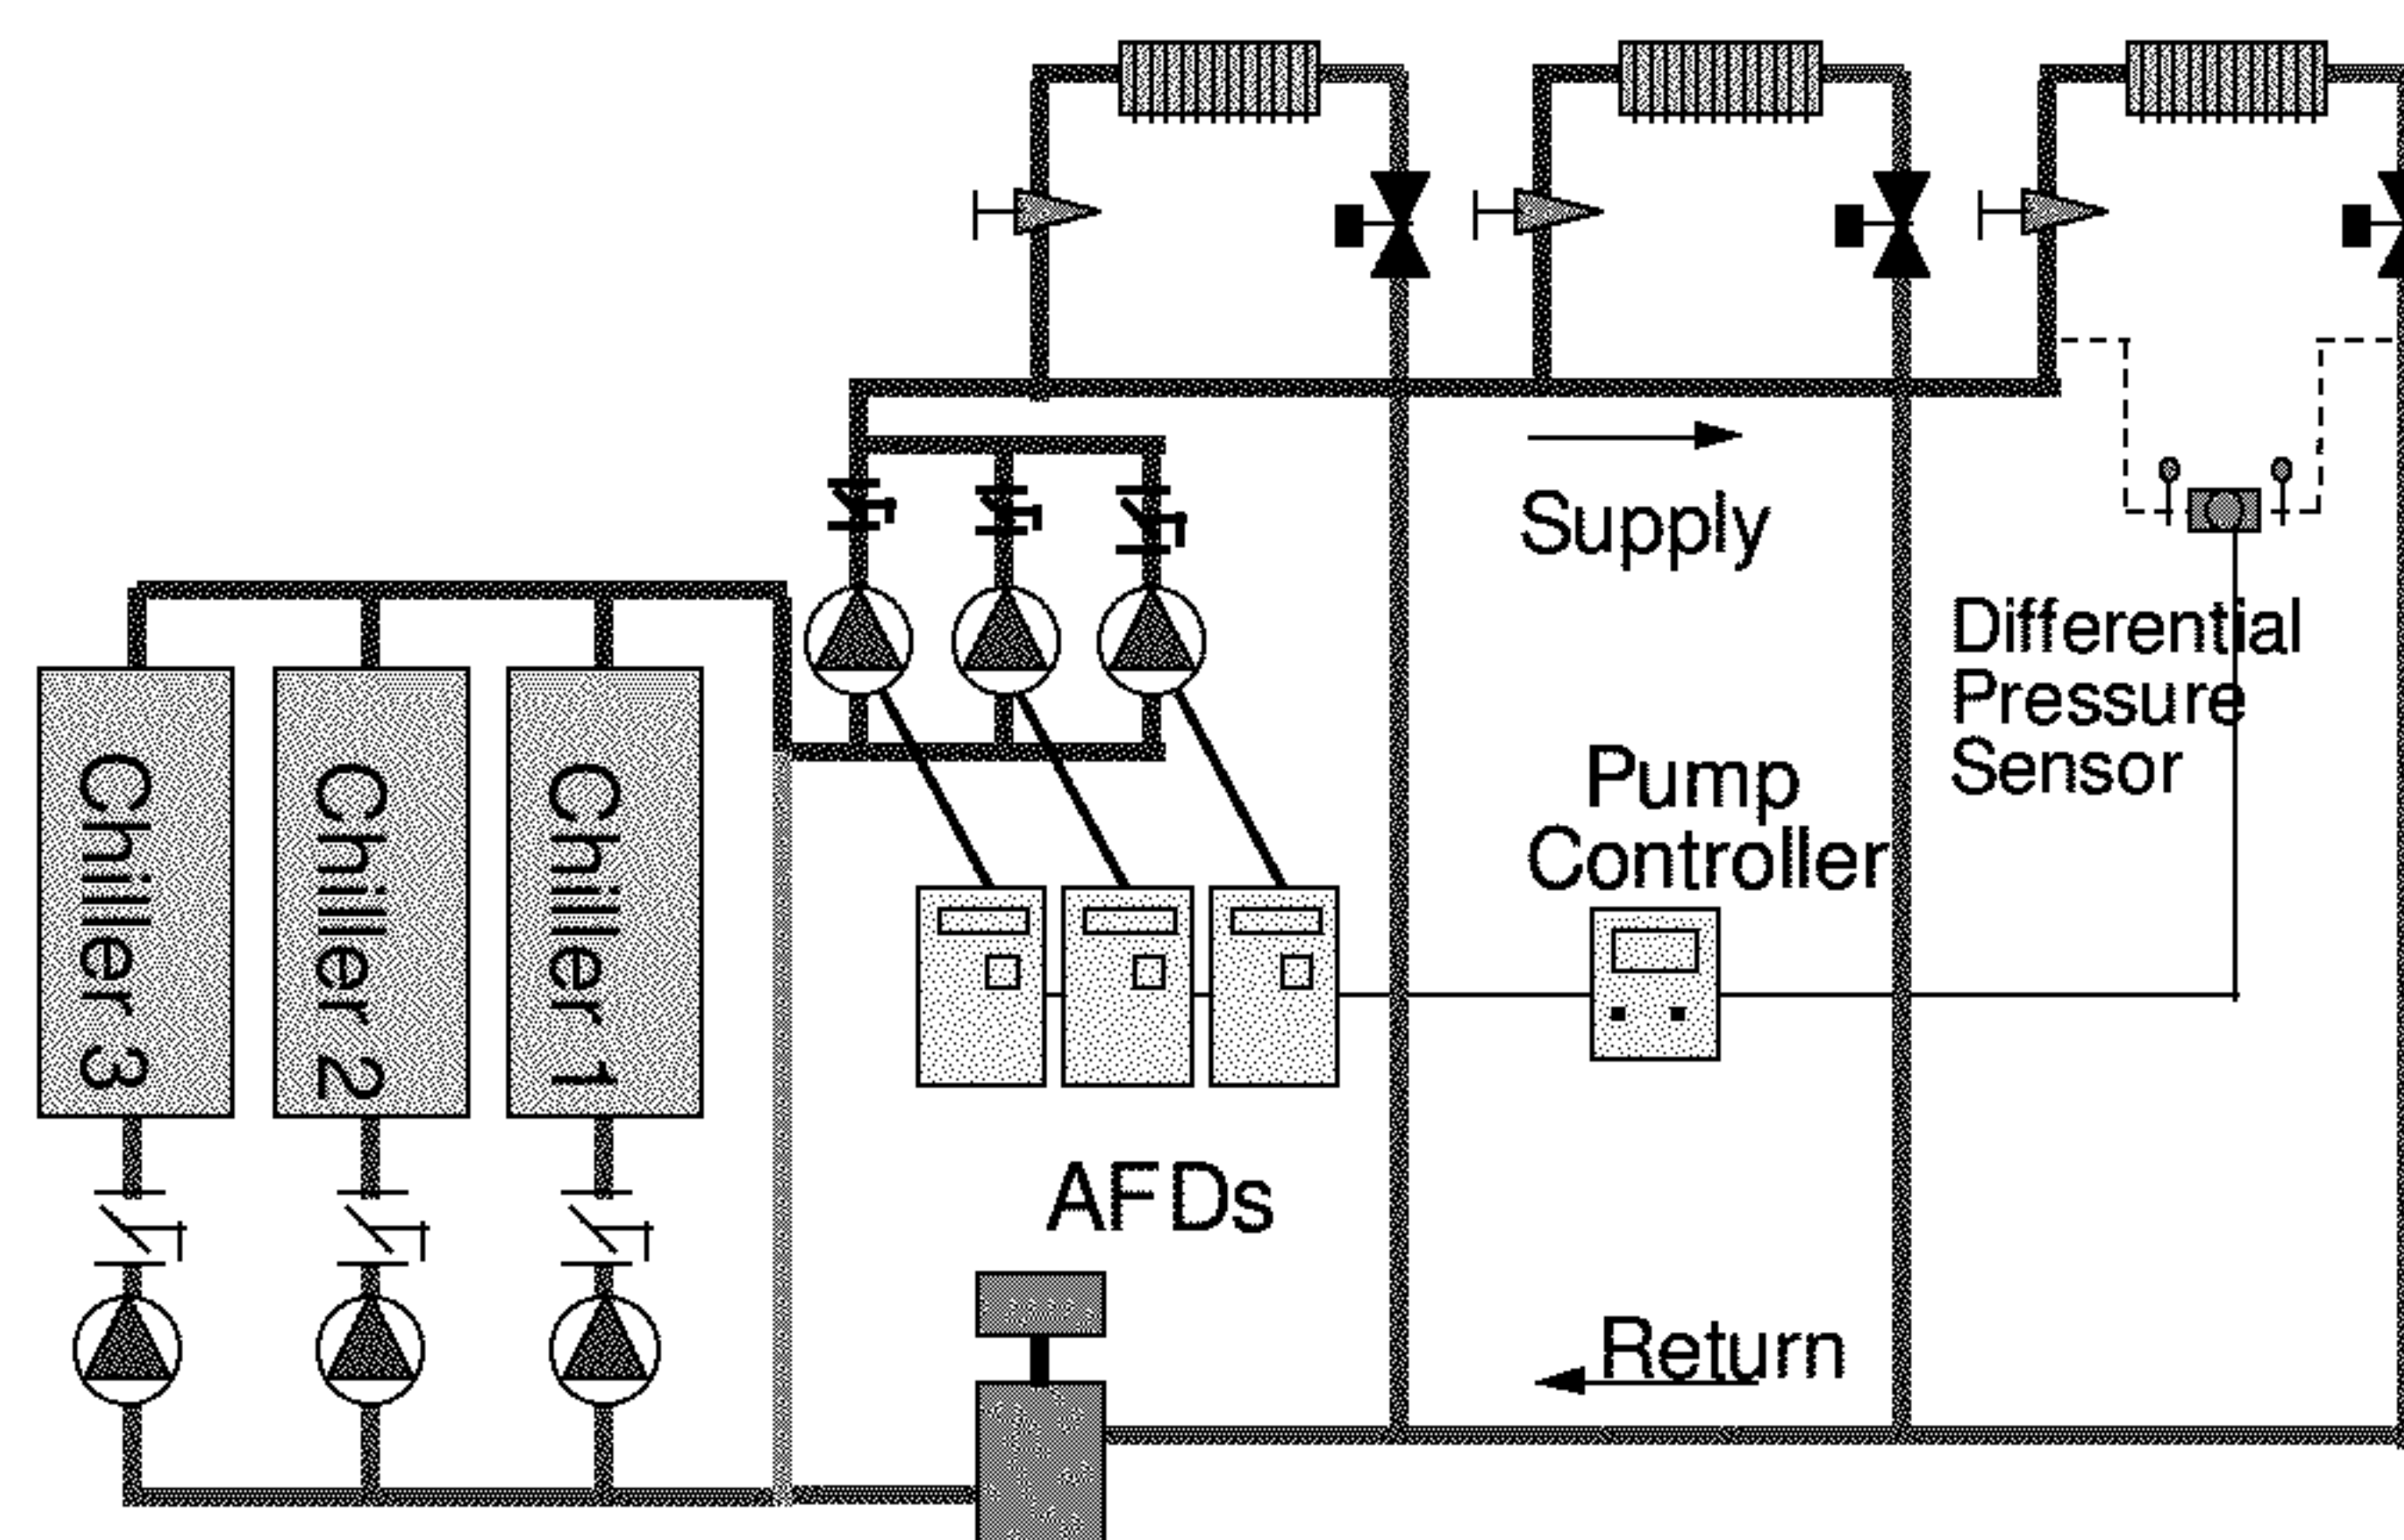 Supply
Differential
Pressure
Sensor
Pump
Controller
Chiller 3
Chiller 2
Chiller 1
AFDs
Return